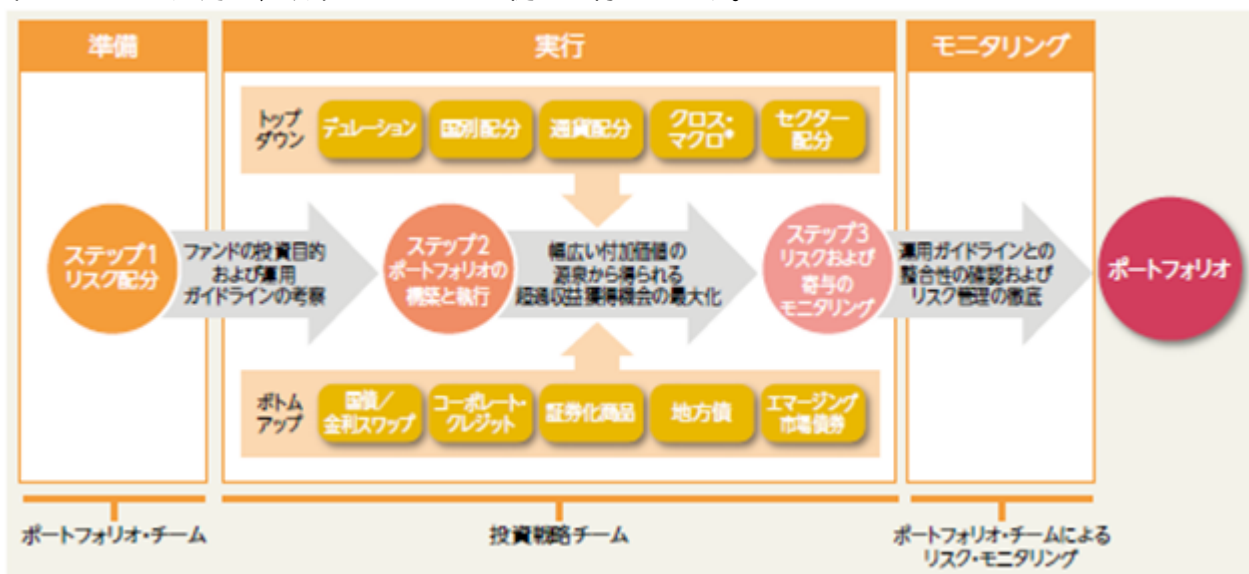 準備
実行
モニタリング
トップ
ダウン
デュレーション
国別配分
通貨配分
クロス・
マクロ*
セクター
配分
ステップ1
リスク配分
ファンドの投資目的
および運用
ガイドラインの考察
ステップ2
ポートフォリオの
構築と執行
幅広い付加価値の
源泉から得られる
超過収益獲得機会の最大化
ステップ3
リスクおよび
寄与の
モニタリング
運用ガイドラインとの
整合性の確認および
リスク管理の徹底
ポートフォリオ
ボトム
アップ
国債/
金利スワップ
コーポレート・
クレジット
証券化商品
地方債
エマージング
市場債券
ポートフォリオ・チーム
投資戦略チーム
ポートフォリオ・チームによる
リスク・モニタリング